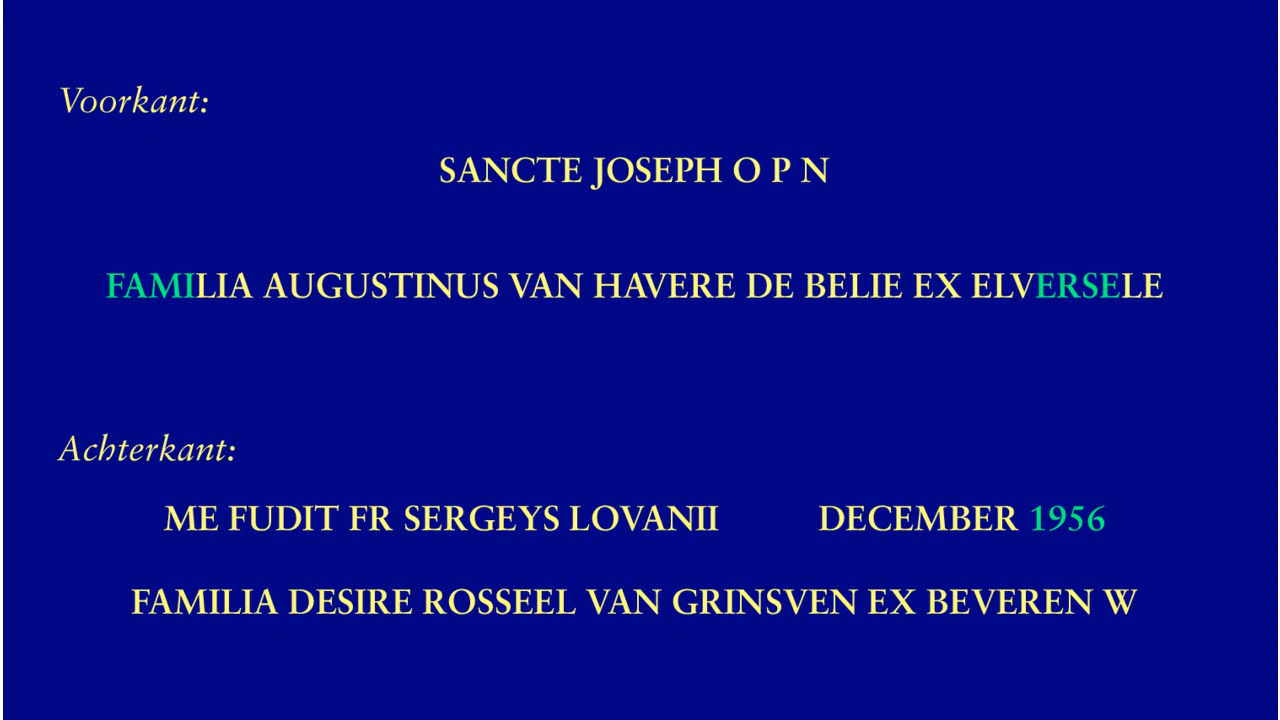 Voorkant:
SANCTE JOSEPH O P N
FAMILIA AUGUSTINUS VAN HAVERE DE BELIE EX ELVERSELE
Achterkant:
ME FUDIT FR SERGEYS LOVANII DECEMBER 1956
FAMILIA DESIRE ROSSEEL VAN GRINSVEN EX BEVEREN W